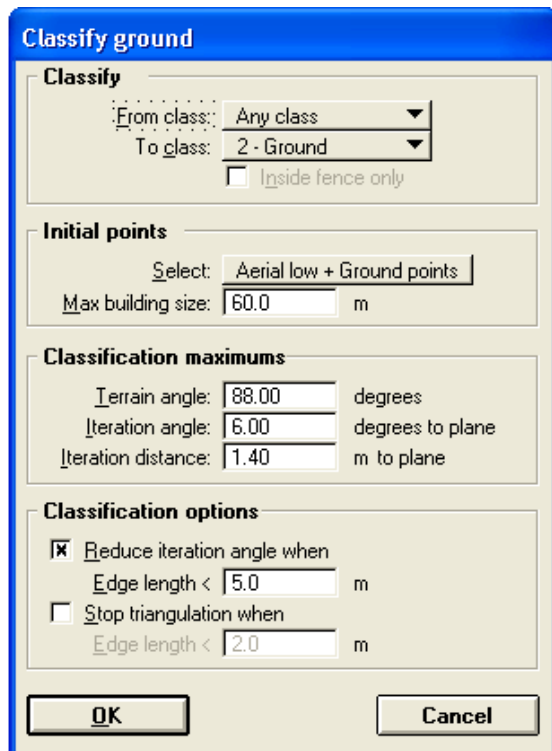 Classify ground
Classify
From class: Any class
To class: 2 - Ground
Inside fence only
Initial points
Select: Aerial low + Ground points
Max building size: 60.0 m
Classification maximums
Terrain angle: 88.00 degrees
Iteration angle: 6.00 degrees to plane
Iteration distance: 1.40 m to plane
Classification options
Reduce iteration angle when
Edge length < 5.0 m
Stop triangulation when
Edge length < 2.0 m
OK Cancel